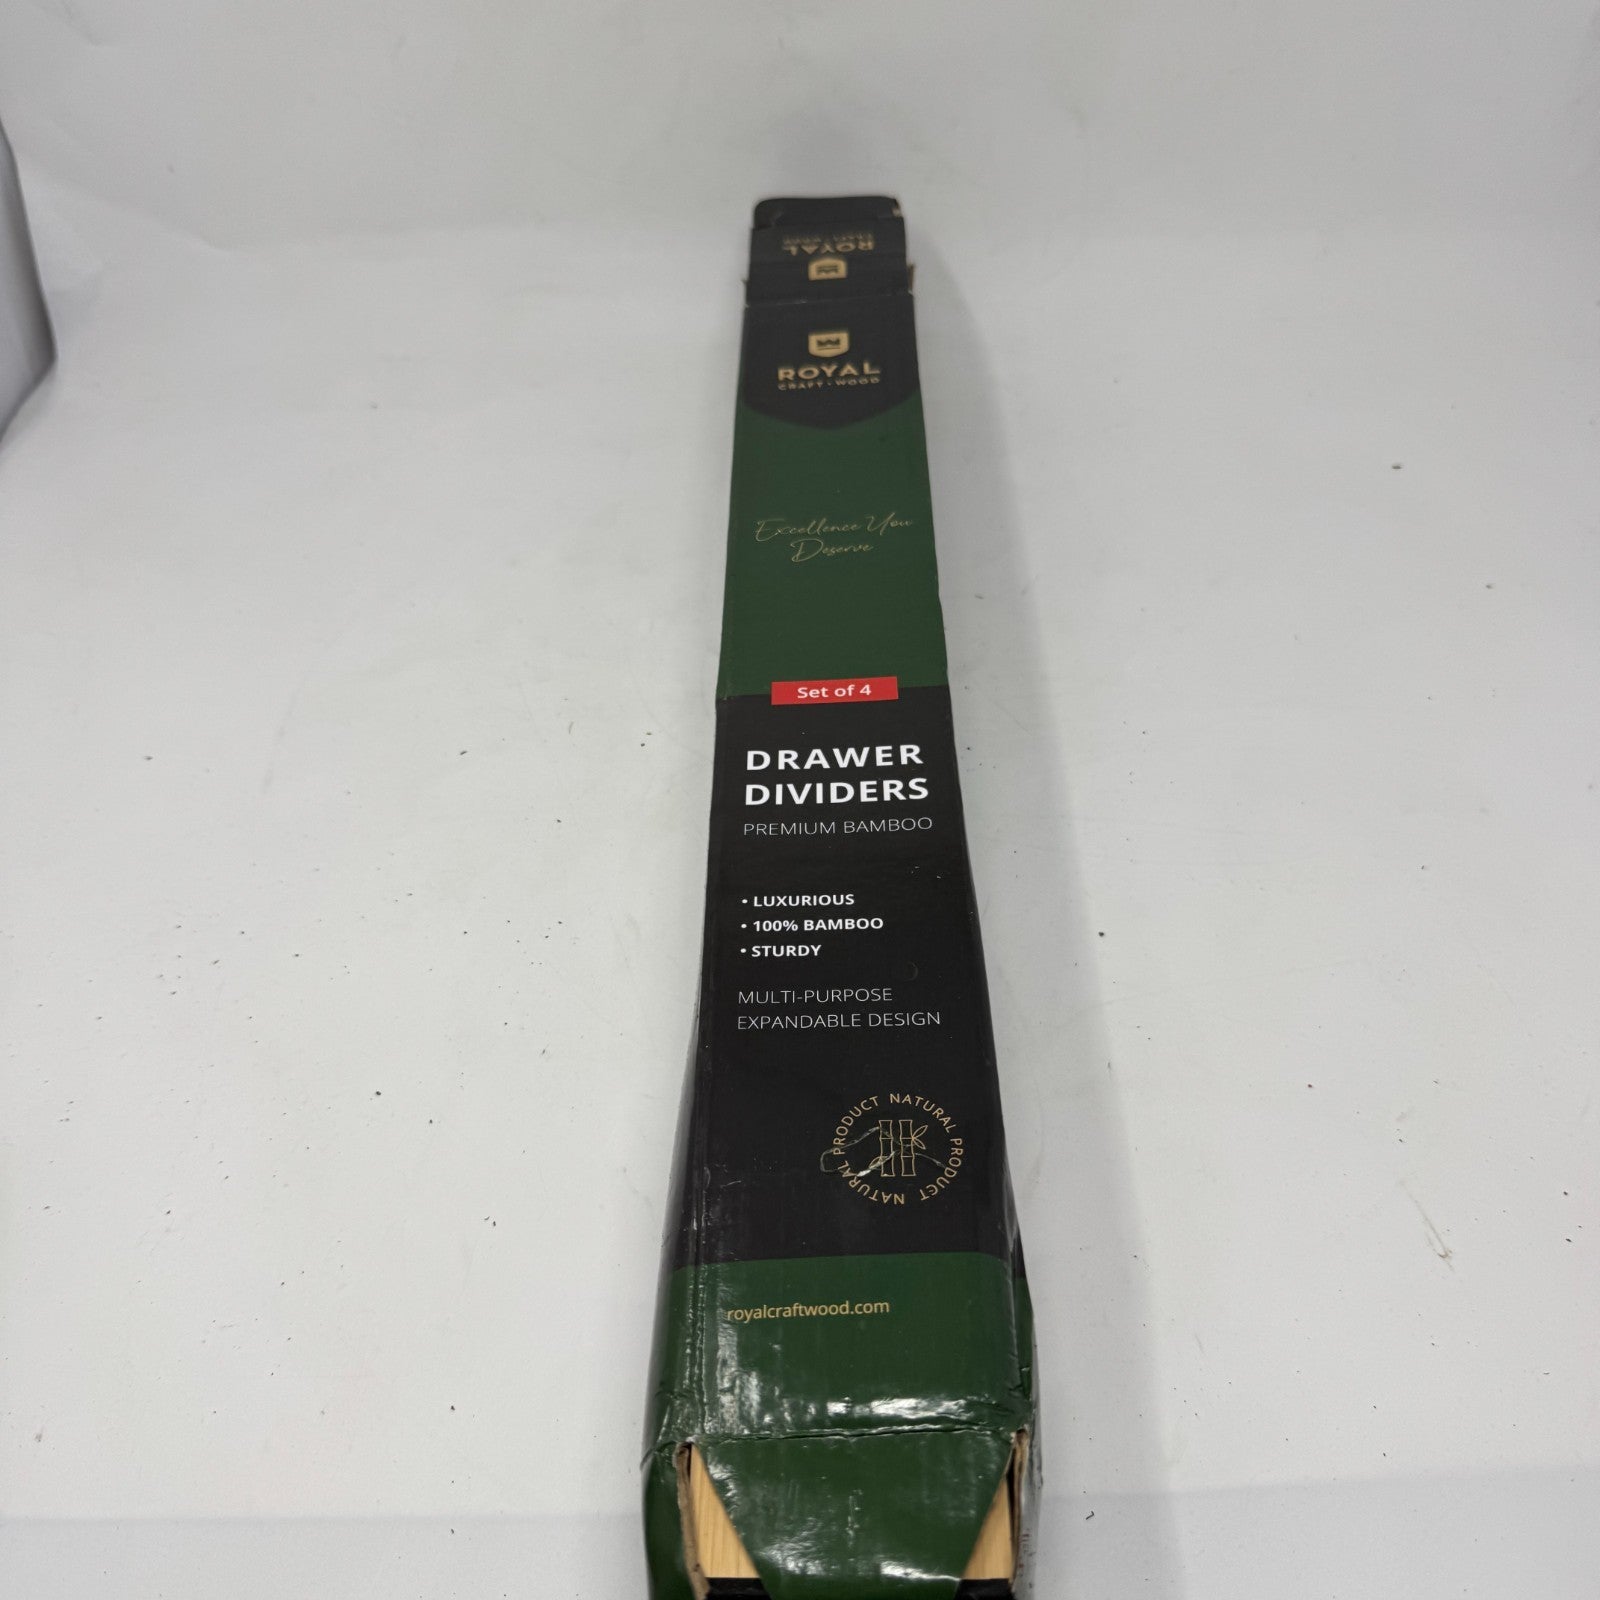 ROYAL
CRAFT·WOOD
ROYAL
CRAFT·WOOD
Excellence You
Deserve
Set of 4
DRAWER
DIVIDERS
PREMIUM BAMBOO
• LUXURIOUS
• 100% BAMBOO
• STURDY
MULTI-PURPOSE
EXPANDABLE DESIGN
NATURAL PRODUCT NATURAL PRODUCT
royalcraftwood.com